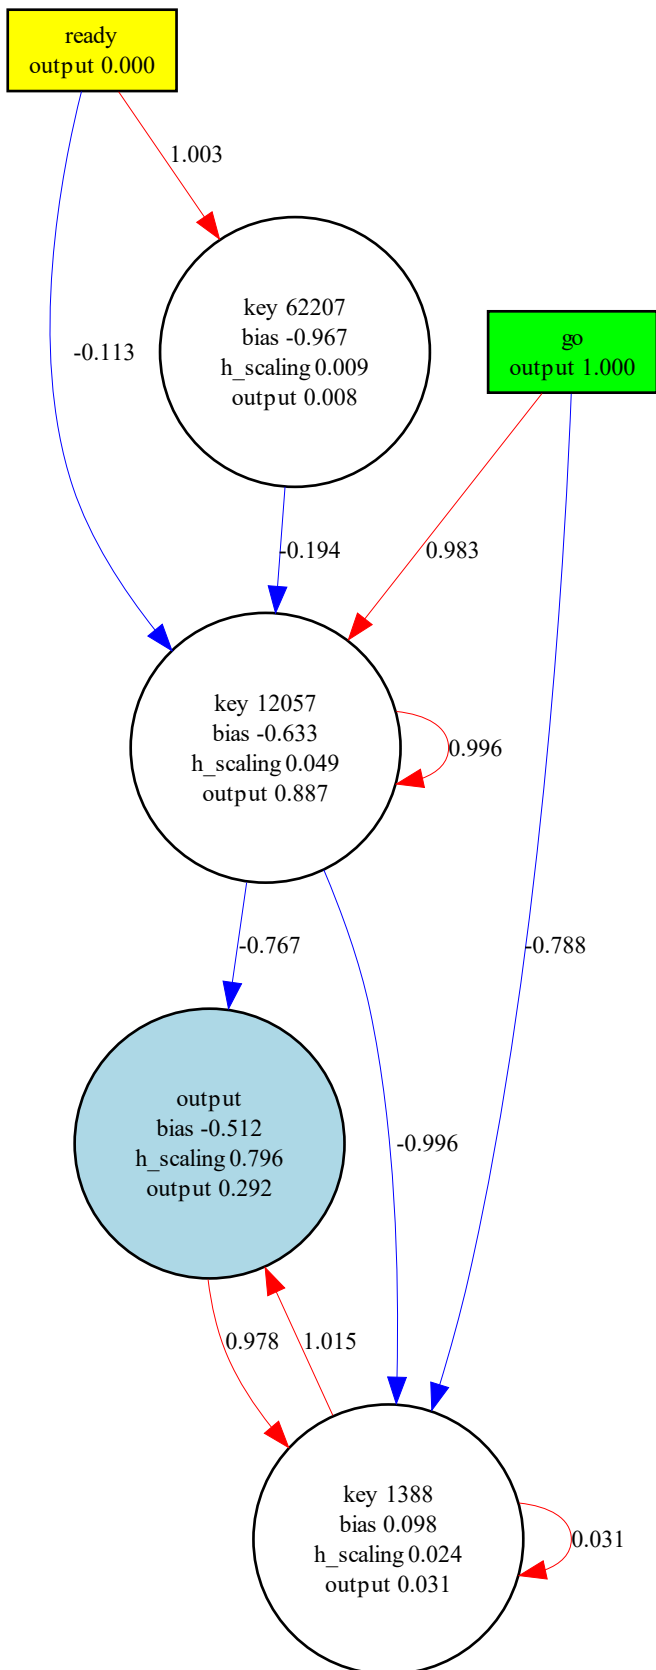 ready
output 0.000
1.003
key 62207
bias -0.967
h_scaling 0.009
output 0.008
go
output 1.000
-0.113
-0.194
0.983
key 12057
bias -0.633
h_scaling 0.049
output 0.887
0.996
-0.767
-0.788
output
bias -0.512
h_scaling 0.796
output 0.292
-0.996
0.978
1.015
key 1388
bias 0.098
h_scaling 0.024
output 0.031
0.031